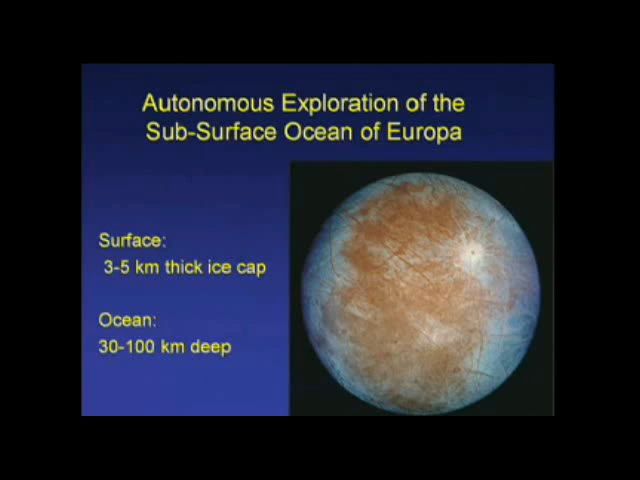 Autonomous Exploration of the
Sub-Surface Ocean of Europa
Surface:
3-5 km thick ice cap
Ocean:
30-100 km deep